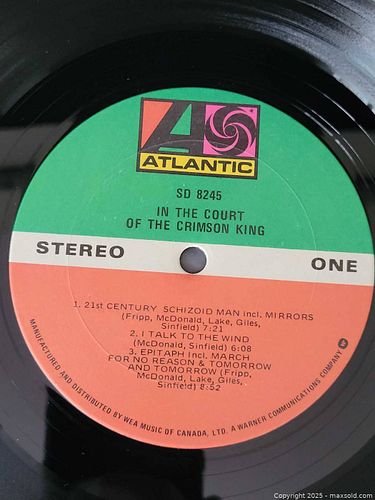 ATLANTIC
SD 8245
IN THE COURT
OF THE CRIMSON KING
STEREO
ONE
1. 21st CENTURY SCHIZOID MAN incl. MIRRORS
(Fripp, McDonald, Lake, Giles,
Sinfield) 7:21
2. I TALK TO THE WIND
(McDonald, Sinfield) 6:08
3. EPITAPH incl. MARCH
FOR NO REASON & TOMORROW
AND TOMORROW (Fripp,
McDonald, Lake, Giles,
Sinfield) 8:52
MANUFACTURED AND DISTRIBUTED BY WEA MUSIC OF CANADA, LTD. A WARNER COMMUNICATIONS COMPANY
Copyright 2025 - maxsold.com